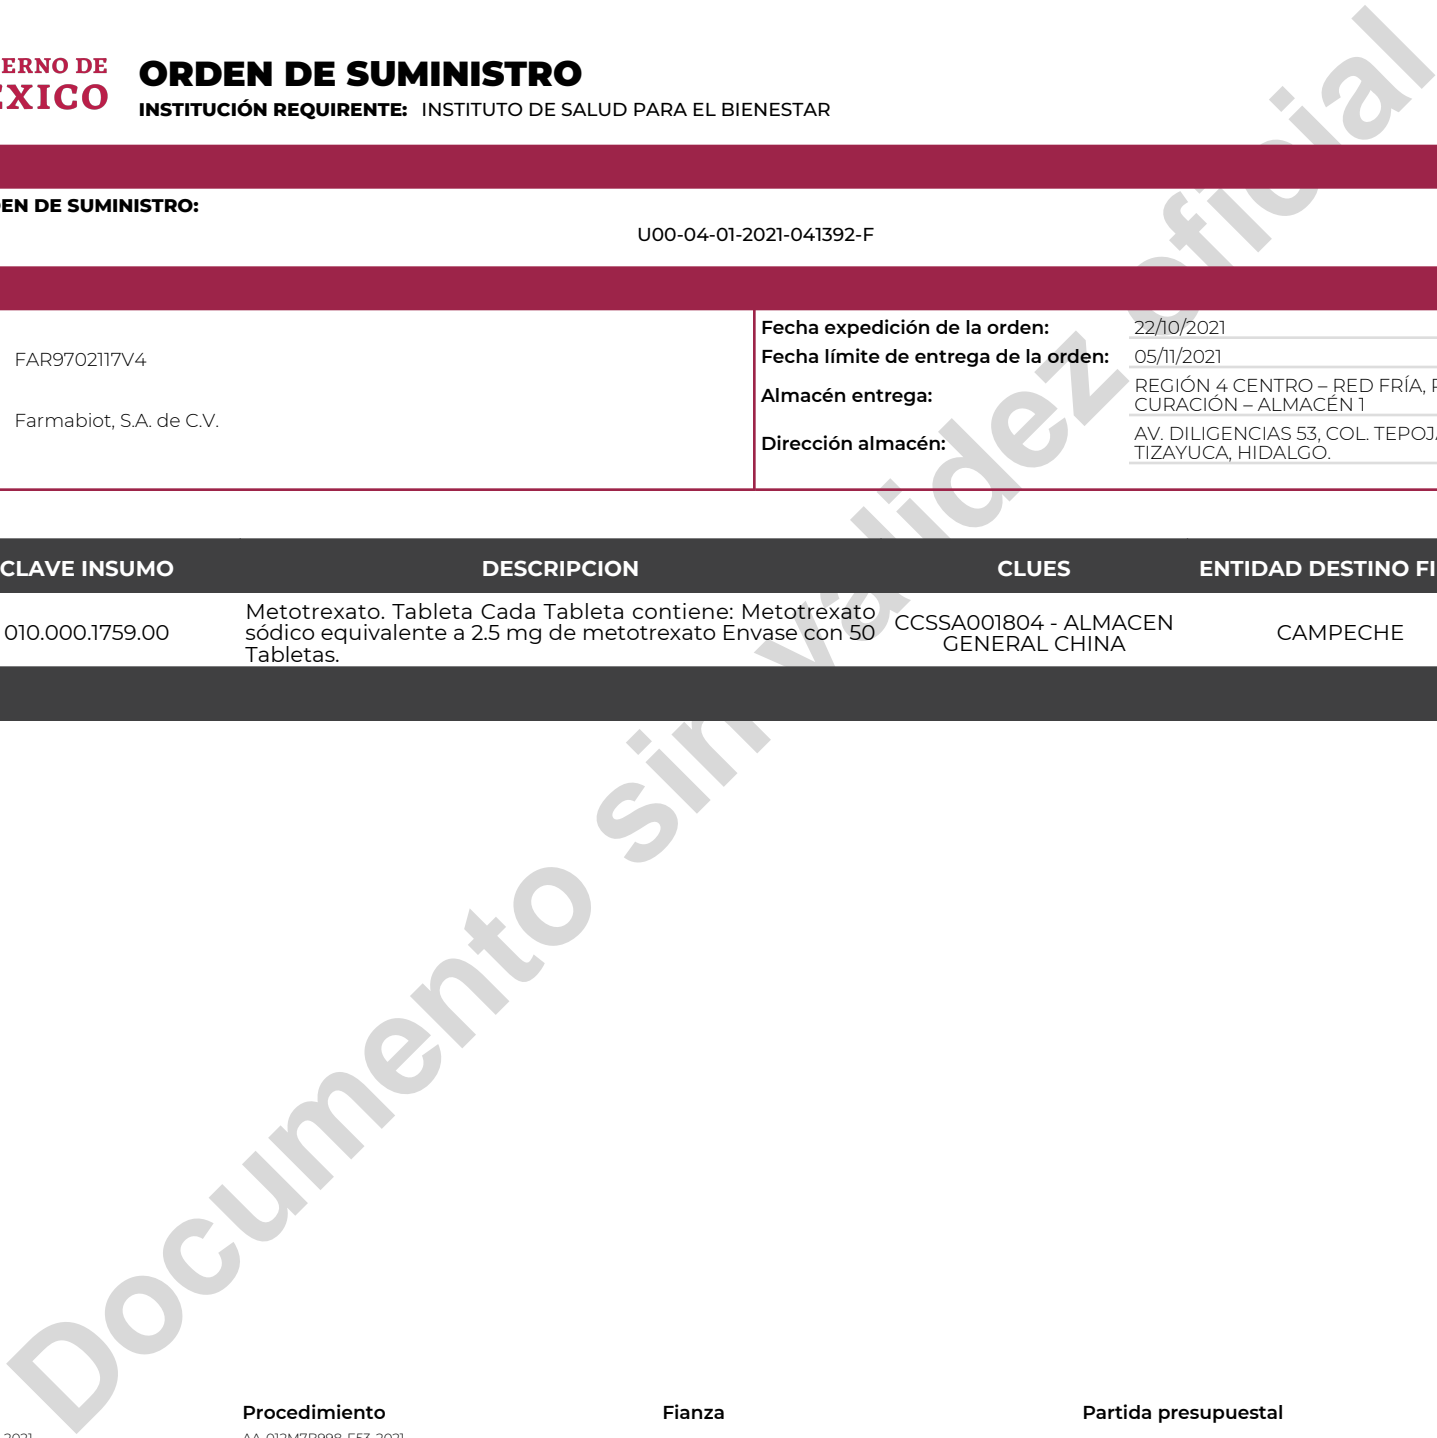 ERNO DE
EXICO
ORDEN DE SUMINISTRO
INSTITUCIÓN REQUIRENTE: INSTITUTO DE SALUD PARA EL BIENESTAR
EN DE SUMINISTRO:
U00-04-01-2021-041392-F
FAR9702117V4
Farmabiot, S.A. de C.V.
Fecha expedición de la orden: 22/10/2021
Fecha límite de entrega de la orden: 05/11/2021
Almacén entrega: REGIÓN 4 CENTRO – RED FRÍA,
CURACIÓN – ALMACÉN 1
Dirección almacén: AV. DILIGENCIAS 53, COL. TEPOJ
TIZAYUCA, HIDALGO.
CLAVE INSUMO DESCRIPCION CLUES ENTIDAD DESTINO FI
010.000.1759.00
Metotrexato. Tableta Cada Tableta contiene: Metotrexato
sódico equivalente a 2.5 mg de metotrexato Envase con 50
Tabletas.
CCSSA001804 - ALMACEN
GENERAL CHINA
CAMPECHE
Documento sin validez oficial
Procedimiento Fianza Partida presupuestal